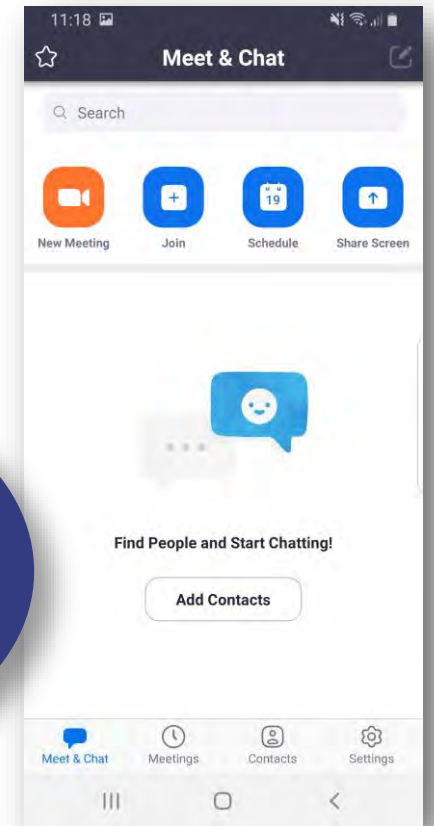 11:18
Meet & Chat
Search
19
New Meeting Join Schedule Share Screen
Find People and Start Chatting!
Add Contacts
Meet & Chat Meetings Contacts Settings